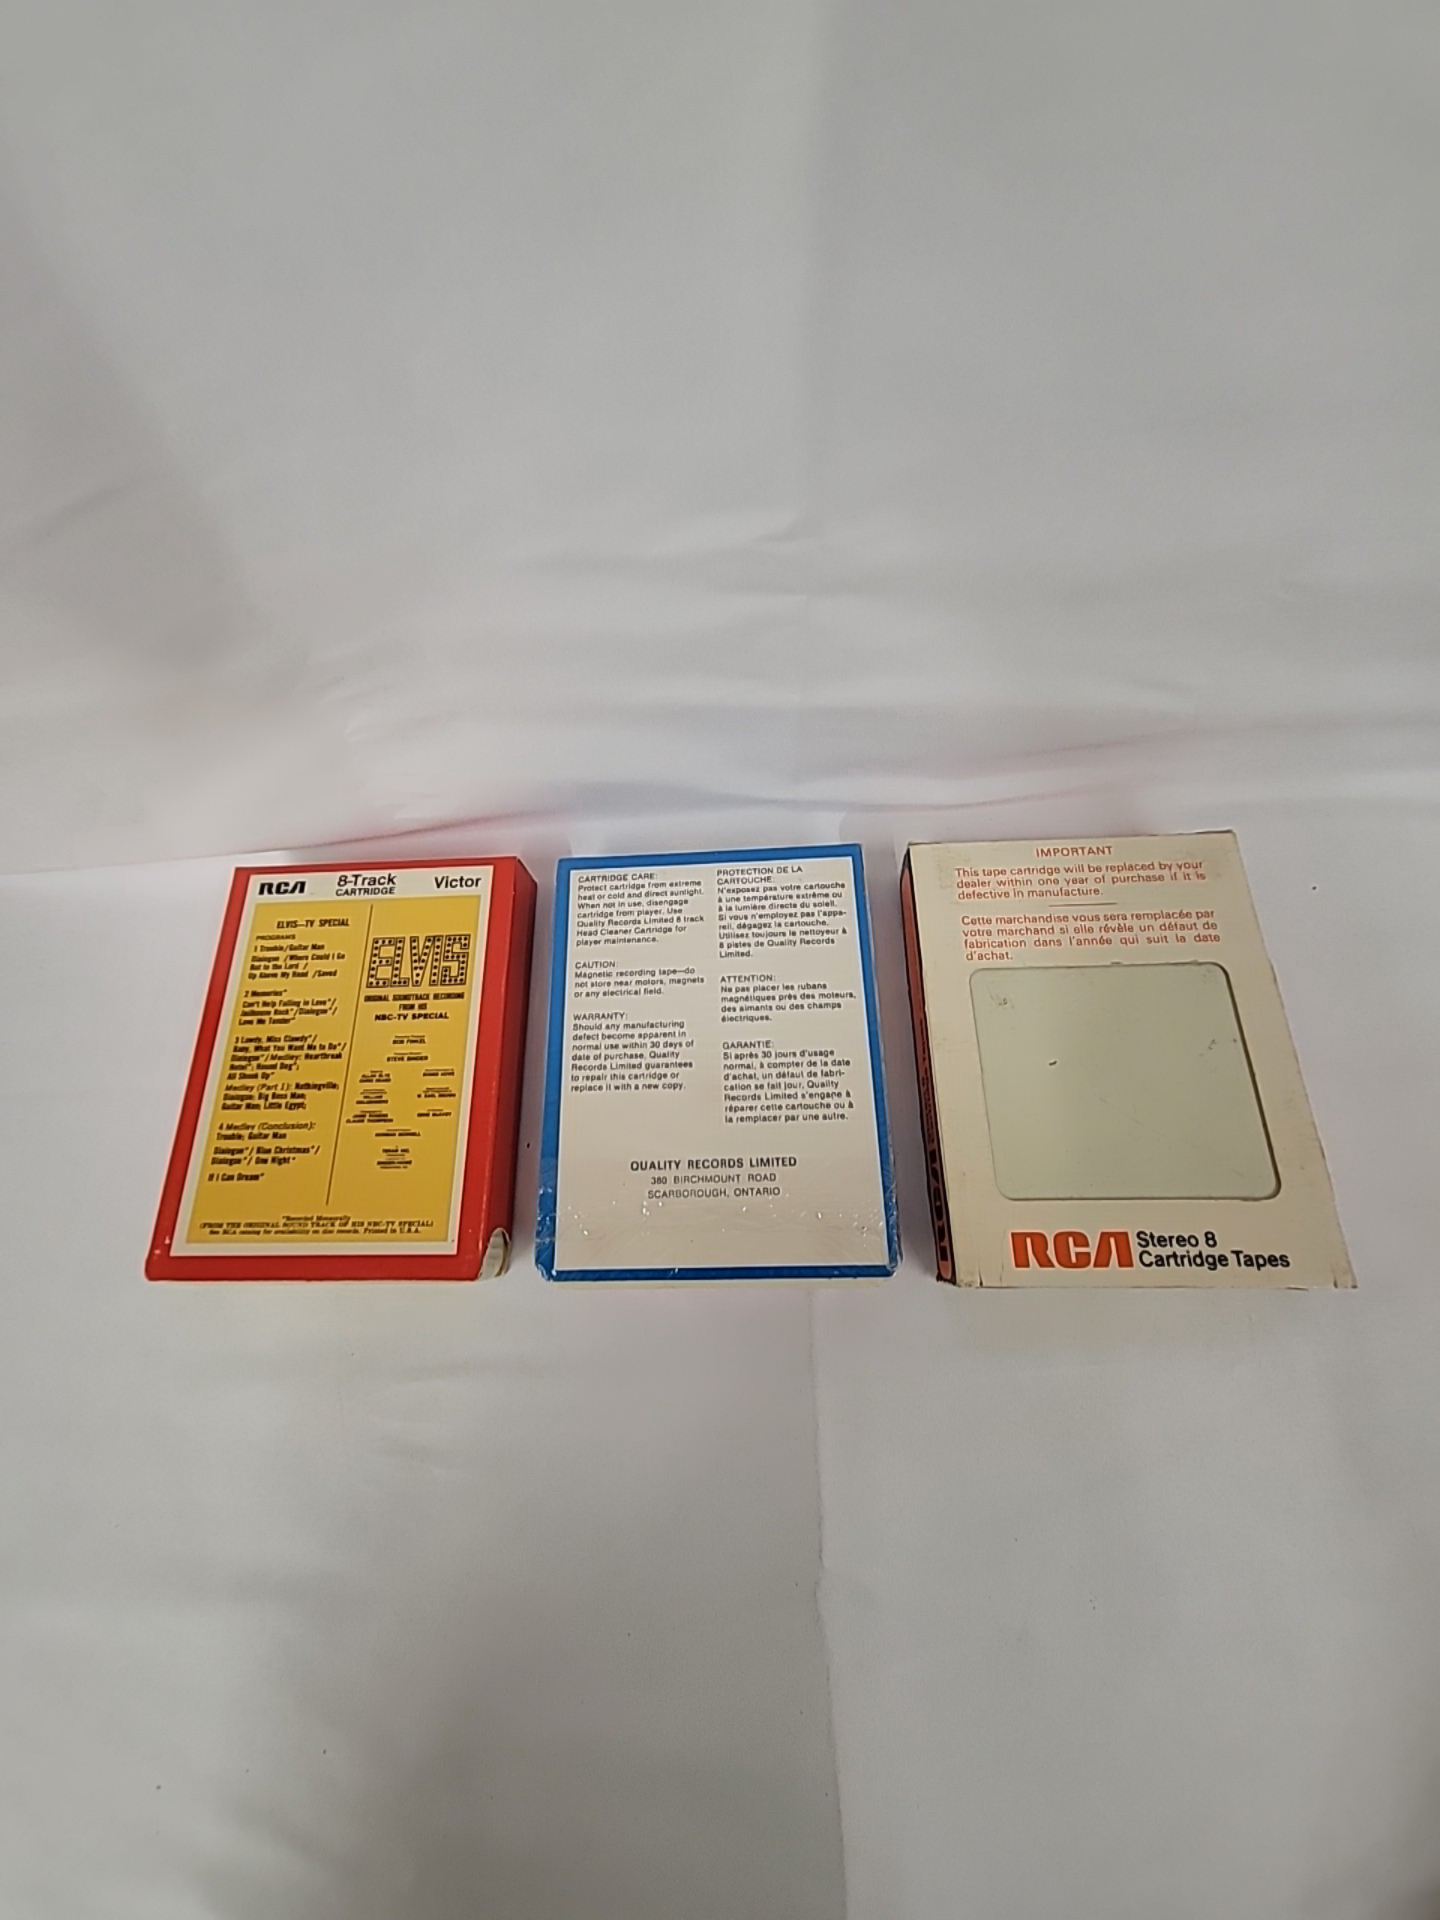 RCA
8-Track
CARTRIDGE
Victor
ELVIS—TV SPECIAL
PROGRAMS
1 Trouble/Guitar Man
Dialogue /Where Could I Go
But to the Lord /
Up Above My Head /Saved
2 Memories*
Can't Help Falling in Love*/
Jailhouse Rock*/Dialogue*/
Love Me Tender*
3 Lawdy, Miss Clawdy*/
Baby, What You Want Me to Do*/
Dialogue*/Medley: Heartbreak
Hotel*; Hound Dog*;
All Shook Up*
Medley (Part 1): Nothingville;
Dialogue; Big Boss Man;
Guitar Man; Little Egypt;
4 Medley (Conclusion):
Trouble; Guitar Man
Dialogue*/Blue Christmas*/
Dialogue*/One Night*
If I Can Dream*
ELVIS
ORIGINAL SOUNDTRACK RECORDING
FROM HIS
NBC-TV SPECIAL
BOB FINKEL
STEVE BINDER
*Recorded Monaurally
(FROM THE ORIGINAL SOUND TRACK OF HIS NBC-TV SPECIAL)
See RCA catalog for availability on disc records. Printed in U.S.A.
CARTRIDGE CARE:
Protect cartridge from extreme
heat or cold and direct sunlight.
When not in use, disengage
cartridge from player. Use
Quality Records Limited 8 track
Head Cleaner Cartridge for
player maintenance.
CAUTION:
Magnetic recording tape—do
not store near motors, magnets
or any electrical field.
WARRANTY:
Should any manufacturing
defect become apparent in
normal use within 30 days of
date of purchase, Quality
Records Limited guarantees
to repair this cartridge or
replace it with a new copy.
PROTECTION DE LA
CARTOUCHE:
N'exposez pas votre cartouche
à une température extrême ou
à la lumière directe du soleil.
Si vous n'employez pas l'appa-
reil, dégagez la cartouche.
Utilisez toujours le nettoyeur à
8 pistes de Quality Records
Limited.
ATTENTION:
Ne pas placer les rubans
magnétiques près des moteurs,
des aimants ou des champs
électriques.
GARANTIE:
Si après 30 jours d'usage
normal, à compter de la date
d'achat, un défaut de fabri-
cation se fait jour, Quality
Records Limited s'engage à
réparer cette cartouche ou à
la remplacer par une autre.
QUALITY RECORDS LIMITED
380 BIRCHMOUNT ROAD
SCARBOROUGH, ONTARIO
IMPORTANT
This tape cartridge will be replaced by your
dealer within one year of purchase if it is
defective in manufacture.
Cette marchandise vous sera remplacée par
votre marchand si elle révèle un défaut de
fabrication dans l'année qui suit la date
d'achat.
RCA Stereo 8
Cartridge Tapes